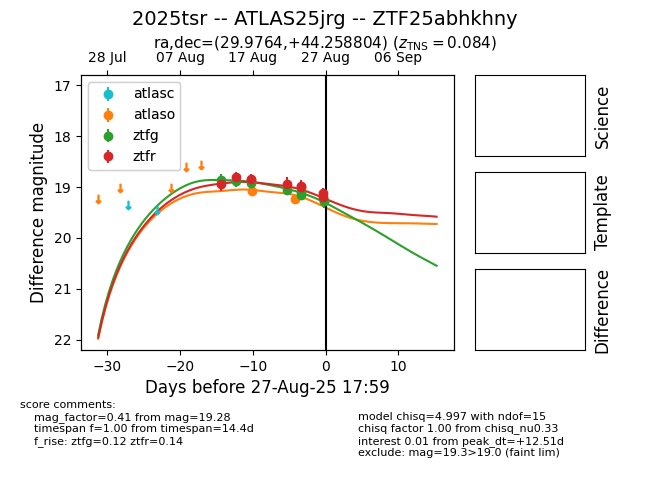 2025tsr -- ATLAS25jrg -- ZTF25abhkhny
ra,dec=(29.9764,+44.258804) (z_TNS = 0.084)
28 Jul 07 Aug 17 Aug 27 Aug 06 Sep
atlasc
atlaso
ztfg
ztfr
17
18
19
20
21
22
Difference magnitude
−30 −20 −10 0 10
Days before 27-Aug-25 17:59
Science
Template
Difference
score comments:
mag_factor=0.41 from mag=19.28
timespan f=1.00 from timespan=14.4d
f_rise: ztfg=0.12 ztfr=0.14
model chisq=4.997 with ndof=15
chisq factor 1.00 from chisq_nu0.33
interest 0.01 from peak_dt=+12.51d
exclude: mag=19.3>19.0 (faint lim)